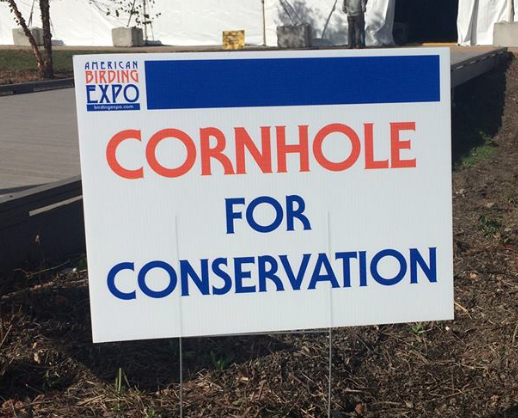 AMERICAN
BIRDING
EXPO
birdingexpo.com
CORNHOLE
FOR
CONSERVATION